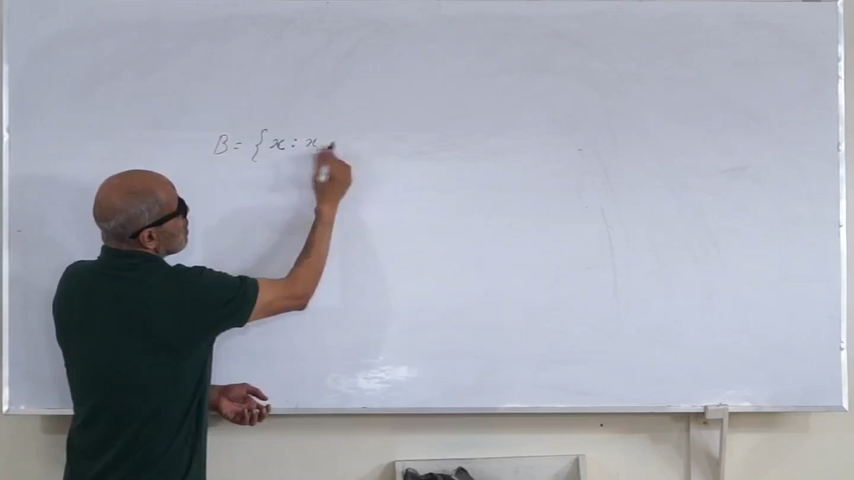 B = { x : x